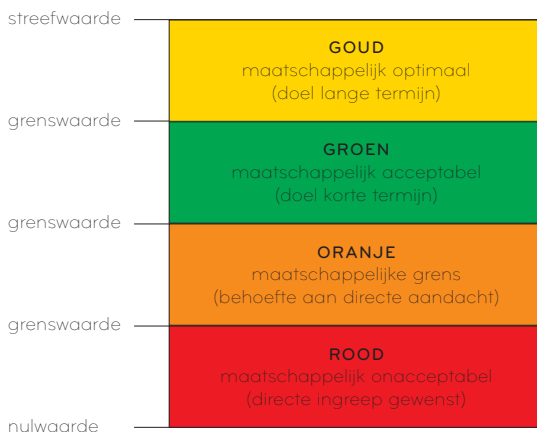 streefwaarde
GOUD
maatschappelijk optimaal
(doel lange termijn)
grenswaarde
GROEN
maatschappelijk acceptabel
(doel korte termijn)
grenswaarde
ORANJE
maatschappelijke grens
(behoefte aan directe aandacht)
grenswaarde
ROOD
maatschappelijk onacceptabel
(directe ingreep gewenst)
nulwaarde